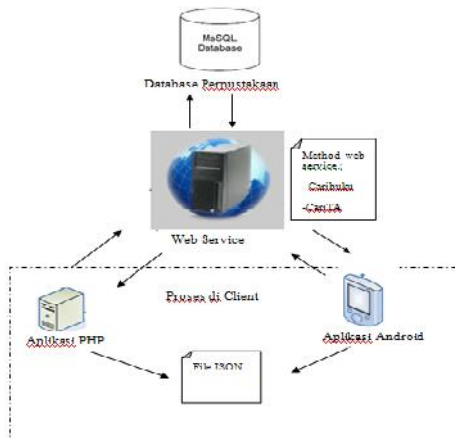 MsSQL
Database
Database Perpustakaan
Method web
service :
-Caribuku
-CariTA
Web Service
Proses di Client
Aplikasi PHP
Aplikasi Android
File JSON